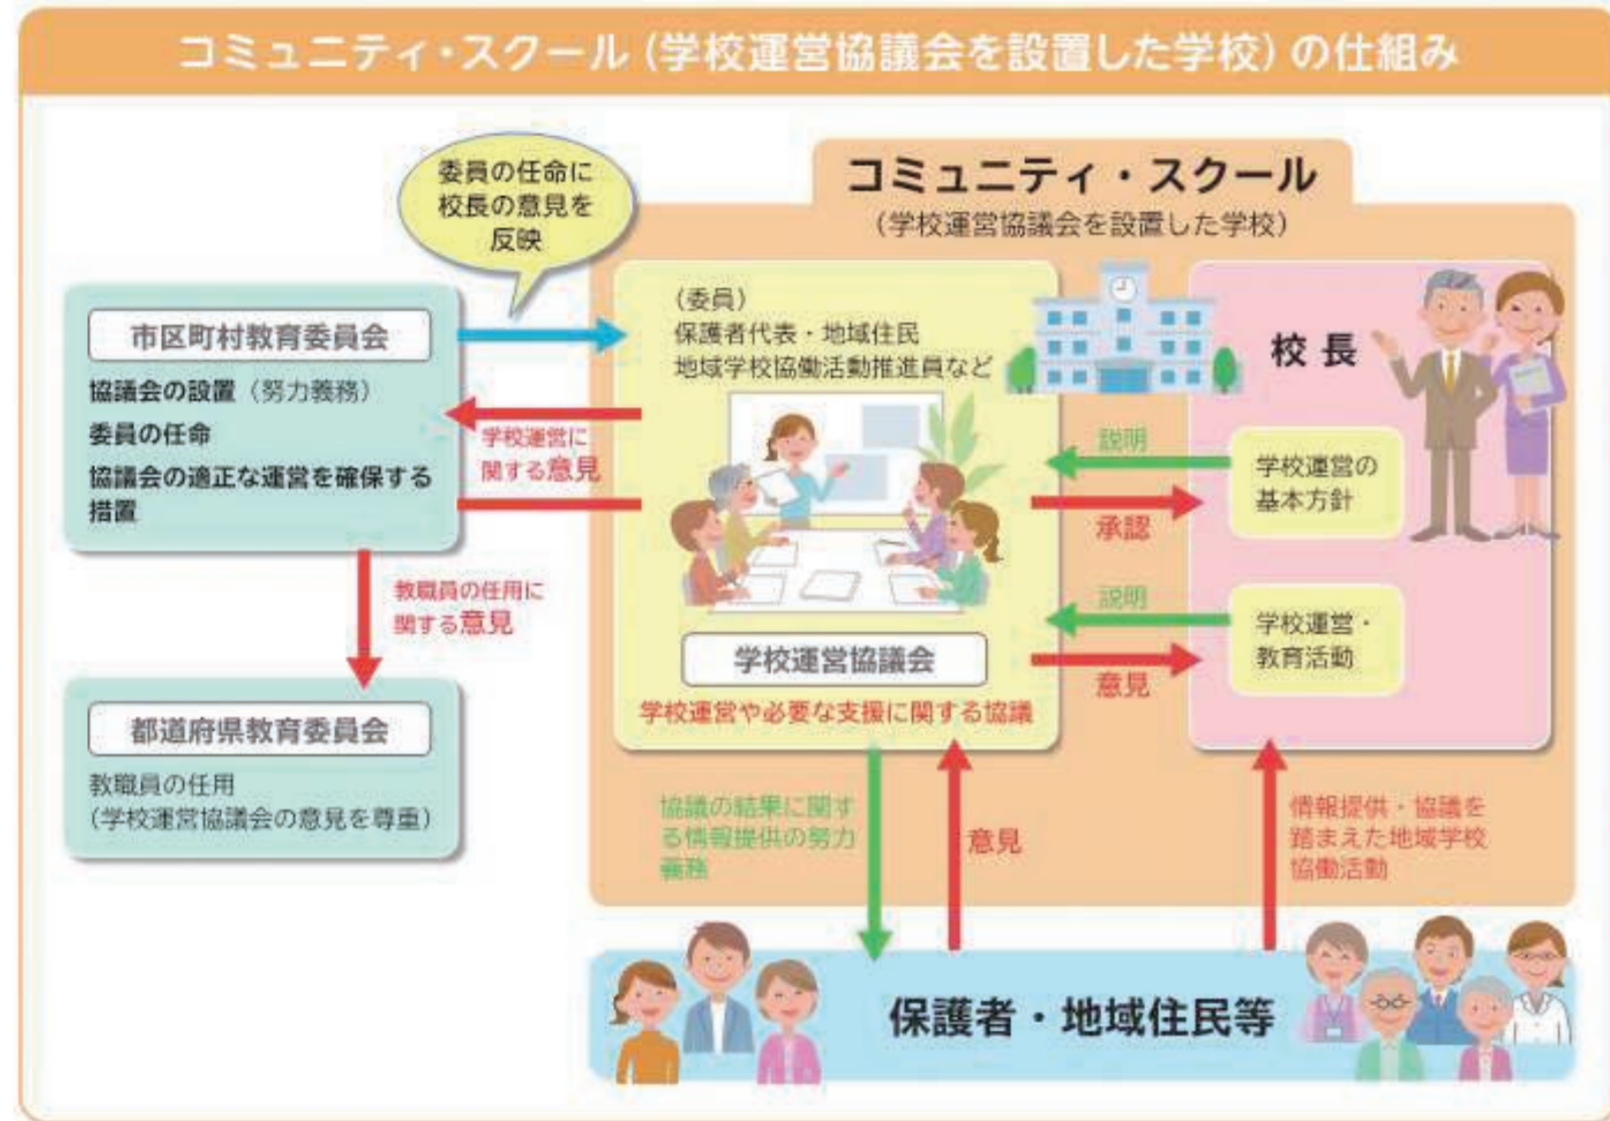 コミュニティ・スクール(学校運営協議会を設置した学校)の仕組み
委員の任命に
校長の意見を
反映
コミュニティ・スクール
(学校運営協議会を設置した学校)
市区町村教育委員会
協議会の設置(努力義務)
委員の任命
協議会の適正な運営を確保する
措置
学校運営に
関する意見
教職員の任用に
関する意見
都道府県教育委員会
教職員の任用
(学校運営協議会の意見を尊重)
(委員)
保護者代表・地域住民
地域学校協働活動推進員など
学校運営協議会
学校運営や必要な支援に関する協議
校長
説明
学校運営の
基本方針
承認
説明
学校運営・
教育活動
意見
協議の結果に関す
る情報提供の努力
義務
意見
情報提供・協議を
踏まえた地域学校
協働活動
保護者・地域住民等